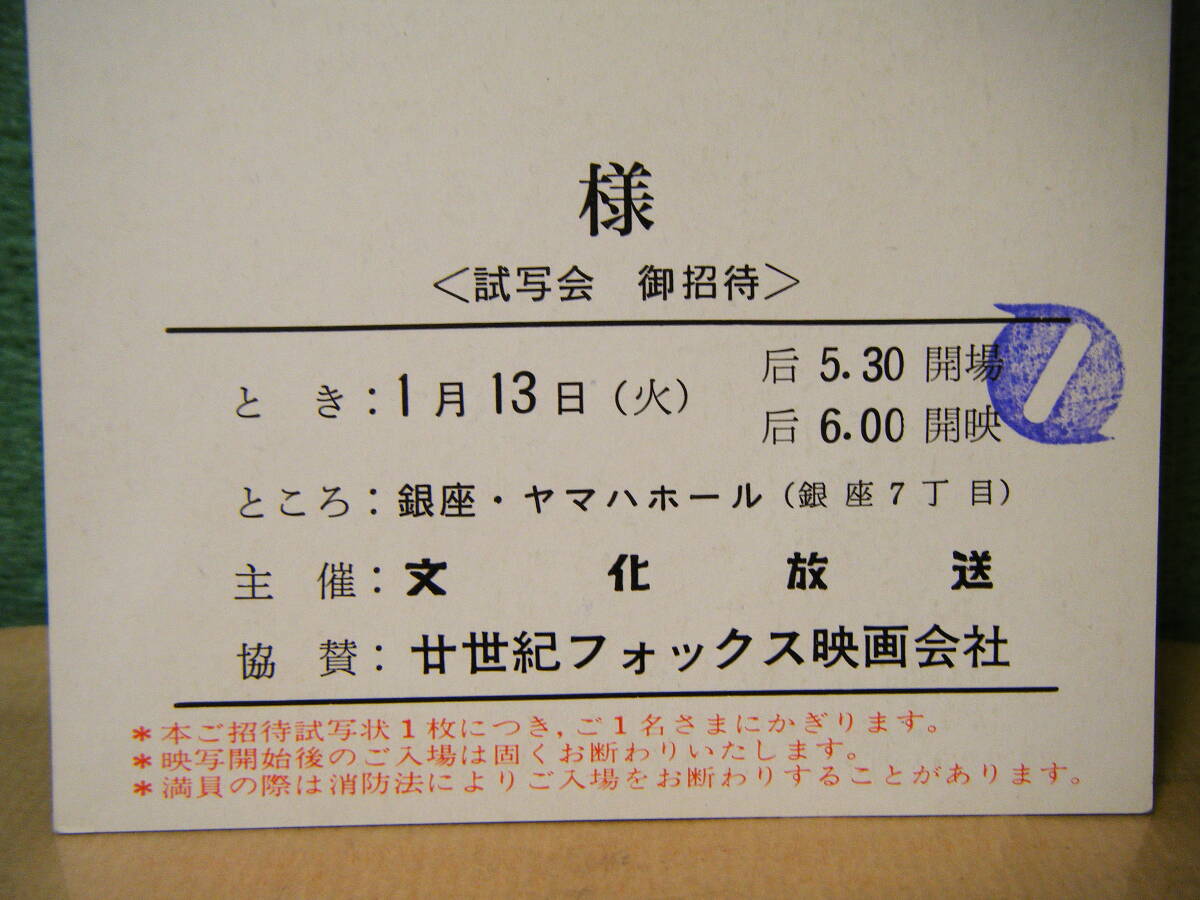 様
＜試写会　御招待＞
とき：1月13日（火）
后 5.30 開場
后 6.00 開映
ところ：銀座・ヤマハホール（銀座7丁目）
主催：文化放送
協賛：廿世紀フォックス映画会社
＊本ご招待試写状1枚につき，ご1名さまにかぎります。
＊映写開始後のご入場は固くお断わりいたします。
＊満員の際は消防法によりご入場をお断わりすることがあります。